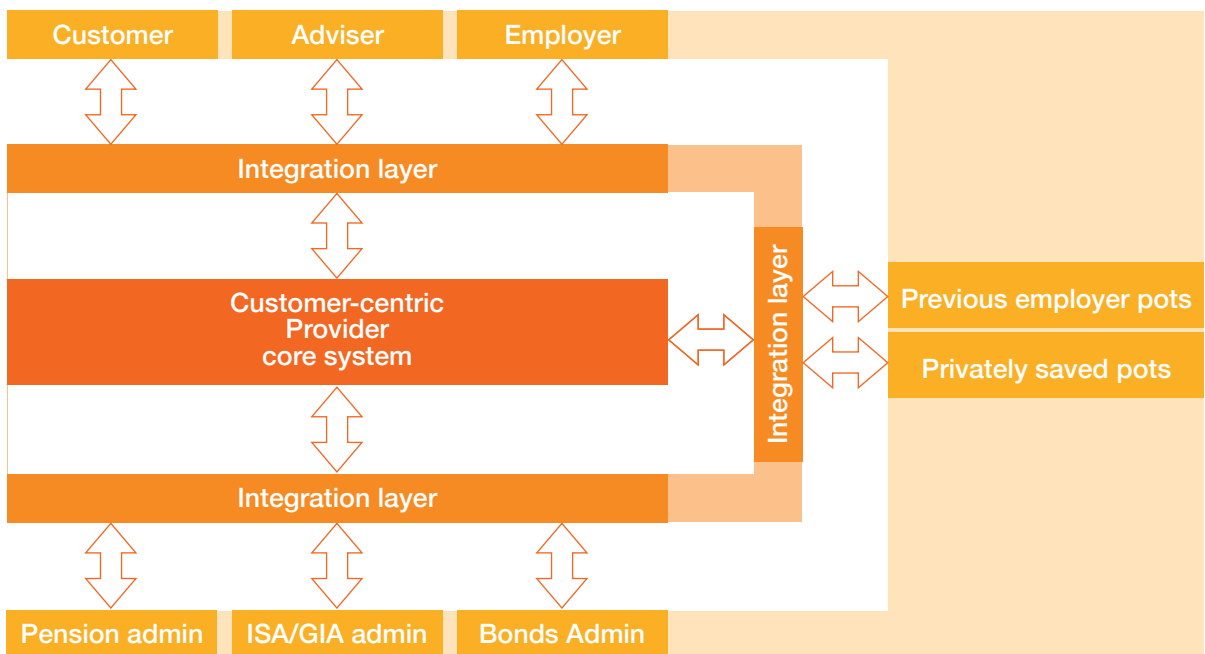 Customer
Adviser
Employer
Integration layer
Customer-centric
Provider
core system
Integration layer
Previous employer pots
Privately saved pots
Integration layer
Pension admin
ISA/GIA admin
Bonds Admin